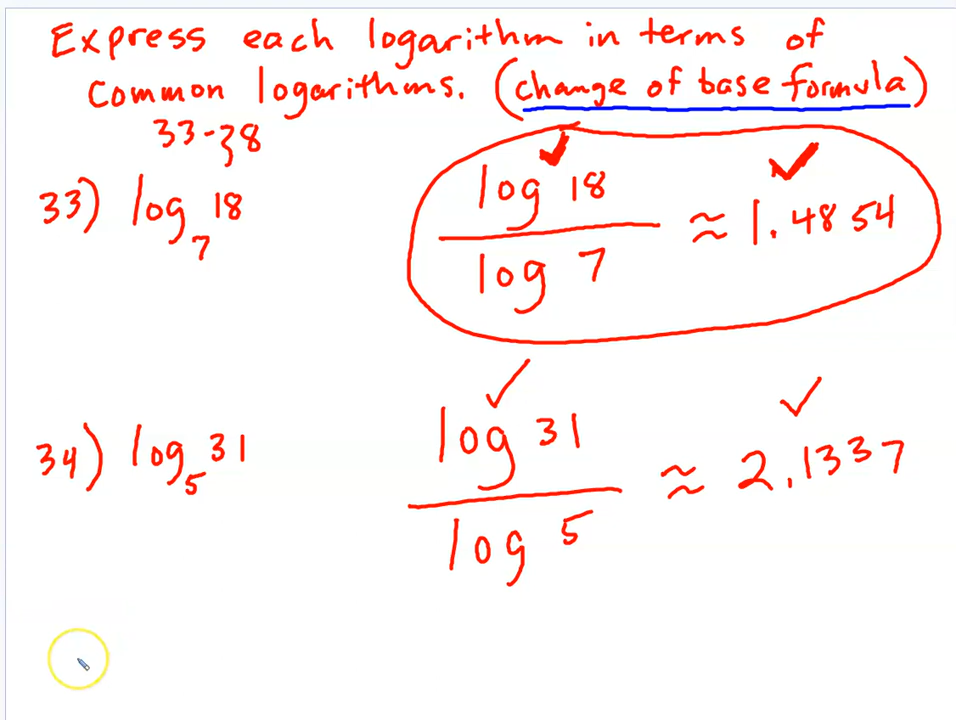 Express each logarithm in terms of
common logarithms. (change of base formula)
33-38
33) log₇ 18
log 18
log 7
≈ 1.4854
34) log₅ 31
log 31
log 5
≈ 2.1337